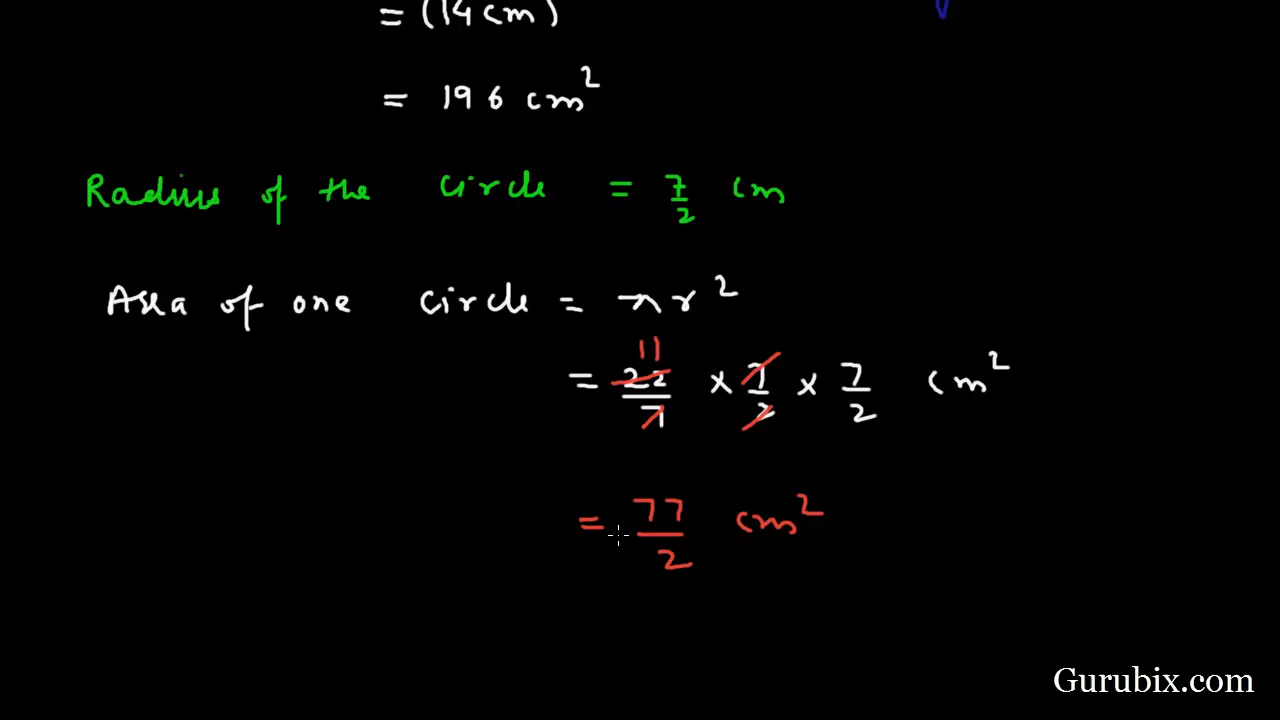 = (14 cm)
= 196 cm²
Radius of the circle = 7/2 cm
Area of one circle = πr²
11
= 22/7 × 7/2 × 7/2 cm²
= 77/2 cm²
Gurubix.com